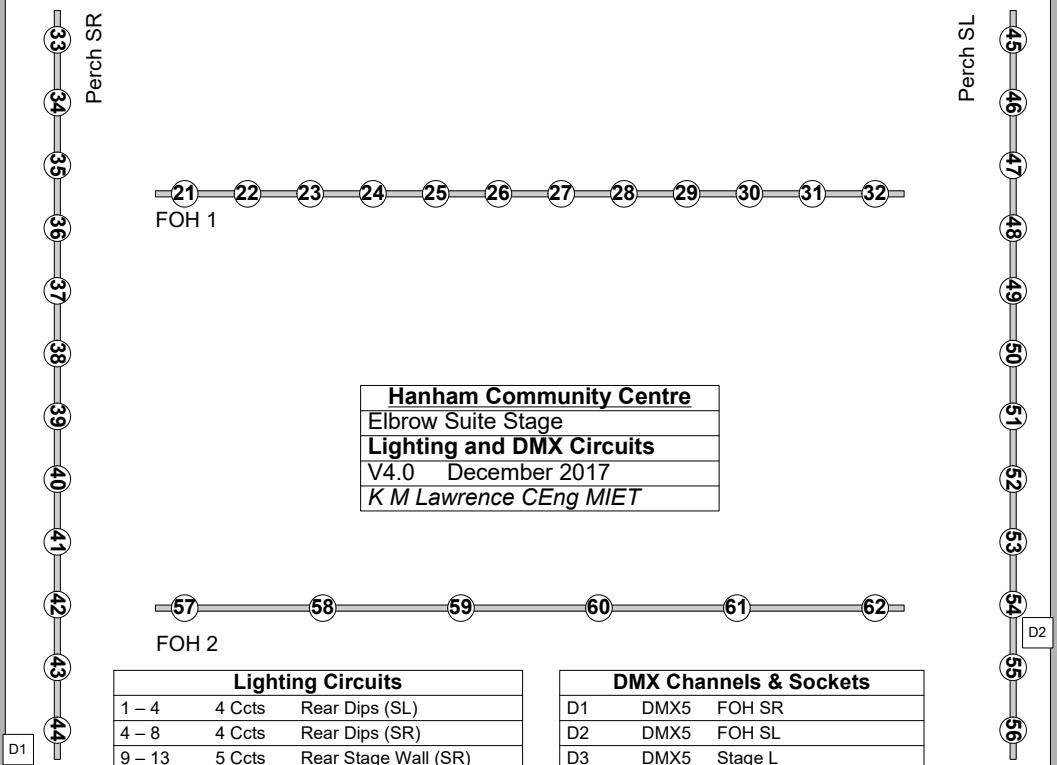 Perch SR
33
34
35
36
37
38
39
40
41
42
43
44
D1
21 22 23 24 25 26 27 28 29 30 31 32
FOH 1
Perch SL
45
46
47
48
49
50
51
52
53
54
55
56
D2
Hanham Community Centre
Elbrow Suite Stage
Lighting and DMX Circuits
V4.0 December 2017
K M Lawrence CEng MIET
57 58 59 60 61 62
FOH 2
Lighting Circuits
1 – 4 4 Ccts Rear Dips (SL)
4 – 8 4 Ccts Rear Dips (SR)
9 – 13 5 Ccts Rear Stage Wall (SR)
DMX Channels & Sockets
D1 DMX5 FOH SR
D2 DMX5 FOH SL
D3 DMX5 Stage L